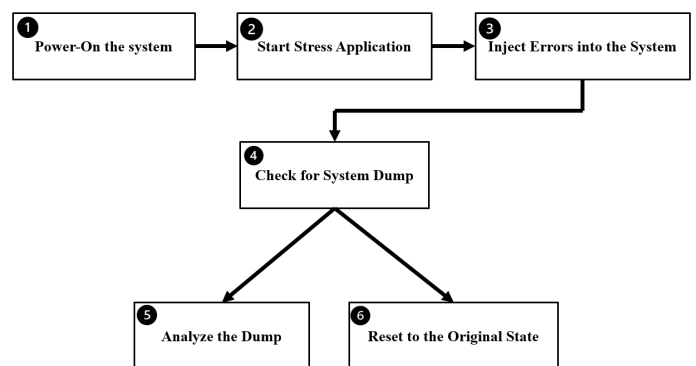 1
Power-On the system
2
Start Stress Application
3
Inject Errors into the System
4
Check for System Dump
5
Analyze the Dump
6
Reset to the Original State